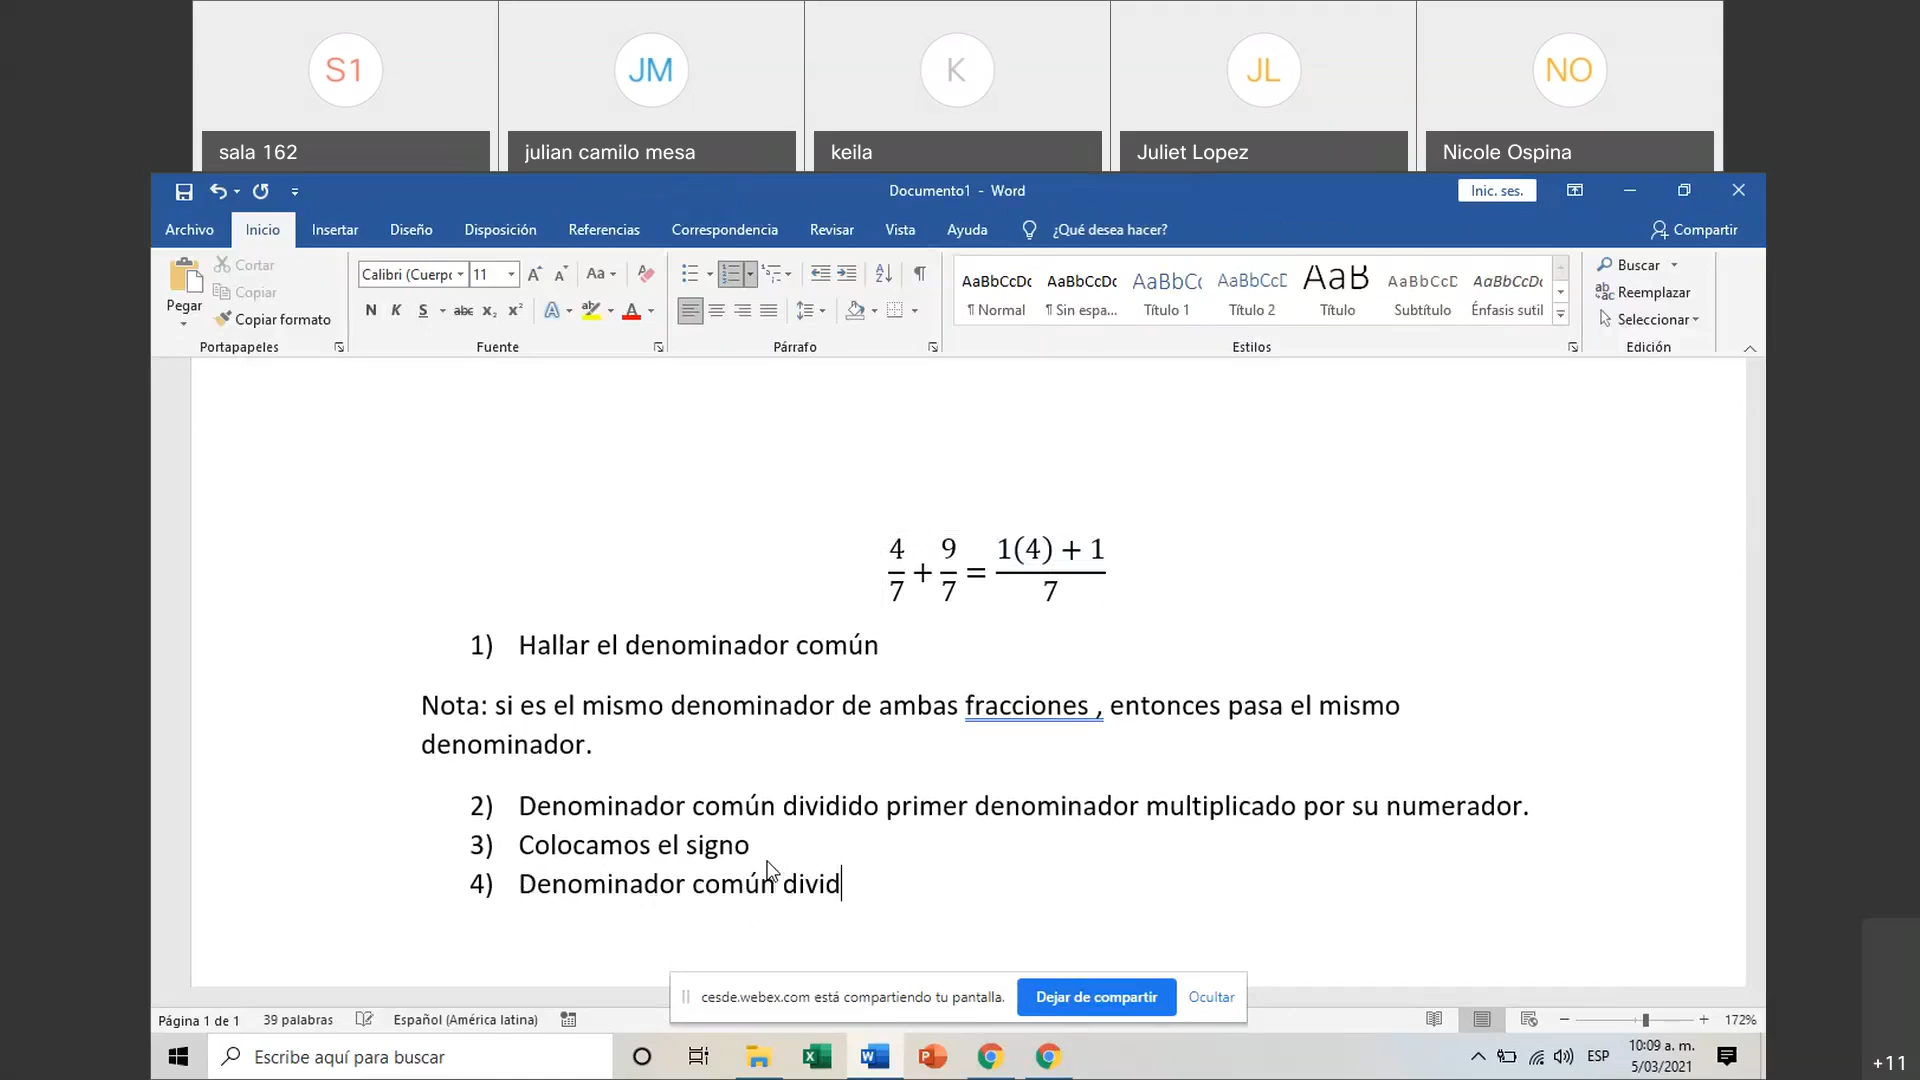 S1 JM K JL NO
sala 162 julian camilo mesa keila Juliet Lopez Nicole Ospina
Documento1 - Word Inic. ses.
Archivo Inicio Insertar Diseño Disposición Referencias Correspondencia Revisar Vista Ayuda ¿Qué desea hacer? Compartir
Pegar
Cortar
Copiar
Copiar formato
Portapapeles
Calibri (Cuerpo 11 Aa
N K S abc x₂ x² A A
Fuente
Párrafo
AaBbCcDc AaBbCcDc AaBbCc AaBbCcD AaB AaBbCcD AaBbCcDc
¶ Normal ¶ Sin espa... Título 1 Título 2 Título Subtítulo Énfasis sutil
Estilos
Buscar
Reemplazar
Seleccionar
Edición
4/7 + 9/7 = (1(4) + 1)/7
1) Hallar el denominador común
Nota: si es el mismo denominador de ambas fracciones , entonces pasa el mismo
denominador.
2) Denominador común dividido primer denominador multiplicado por su numerador.
3) Colocamos el signo
4) Denominador común divid
cesde.webex.com está compartiendo tu pantalla. Dejar de compartir Ocultar
Página 1 de 1 39 palabras Español (América latina) 172%
Escribe aquí para buscar
ESP
10:09 a. m.
5/03/2021
+11